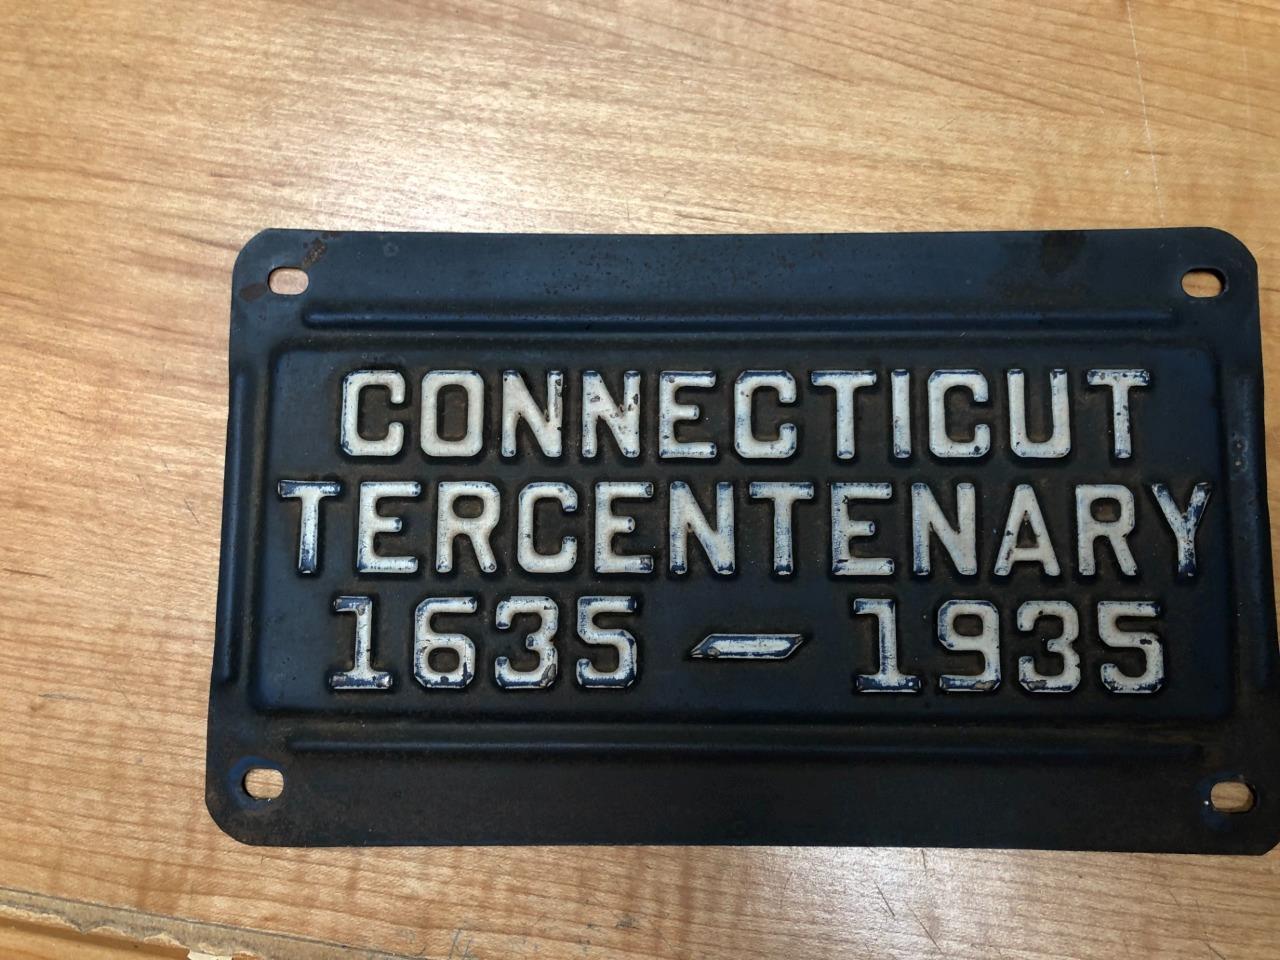 CONNECTICUT
TERCENTENARY
1635 - 1935